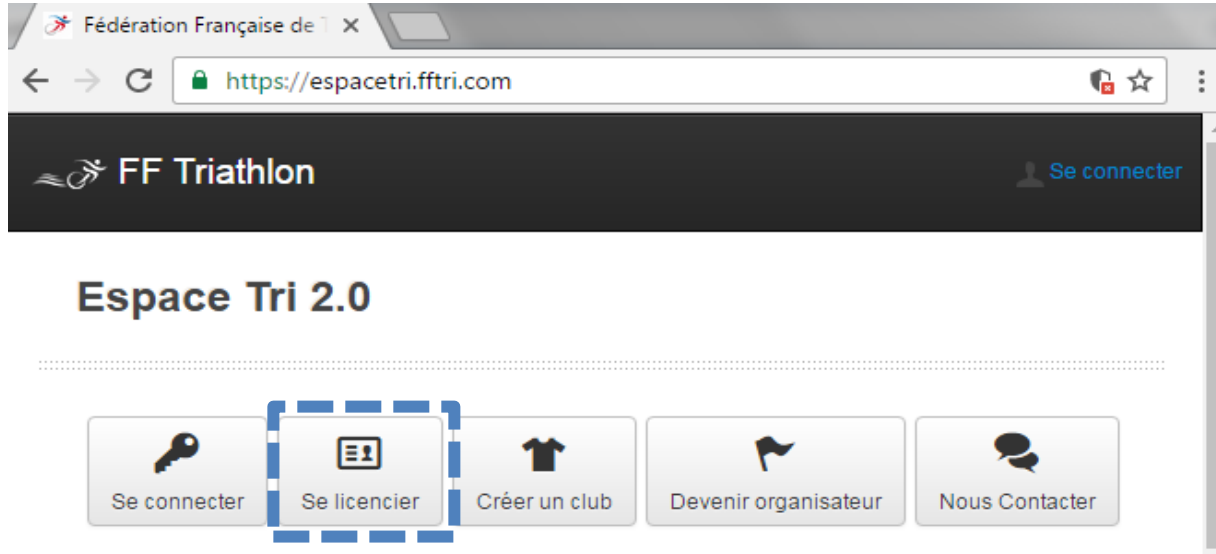 Fédération Française de T
https://espacetri.fftri.com
FF Triathlon
Se connecter
Espace Tri 2.0
Se connecter
Se licencier
Créer un club
Devenir organisateur
Nous Contacter